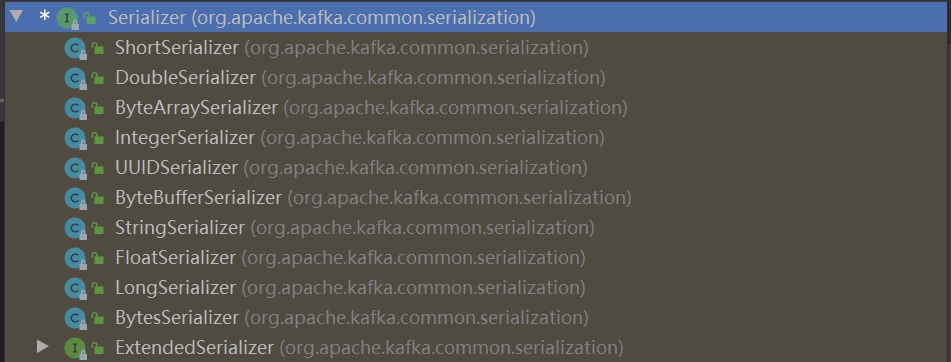 * Serializer (org.apache.kafka.common.serialization)
ShortSerializer (org.apache.kafka.common.serialization)
DoubleSerializer (org.apache.kafka.common.serialization)
ByteArraySerializer (org.apache.kafka.common.serialization)
IntegerSerializer (org.apache.kafka.common.serialization)
UUIDSerializer (org.apache.kafka.common.serialization)
ByteBufferSerializer (org.apache.kafka.common.serialization)
StringSerializer (org.apache.kafka.common.serialization)
FloatSerializer (org.apache.kafka.common.serialization)
LongSerializer (org.apache.kafka.common.serialization)
BytesSerializer (org.apache.kafka.common.serialization)
ExtendedSerializer (org.apache.kafka.common.serialization)